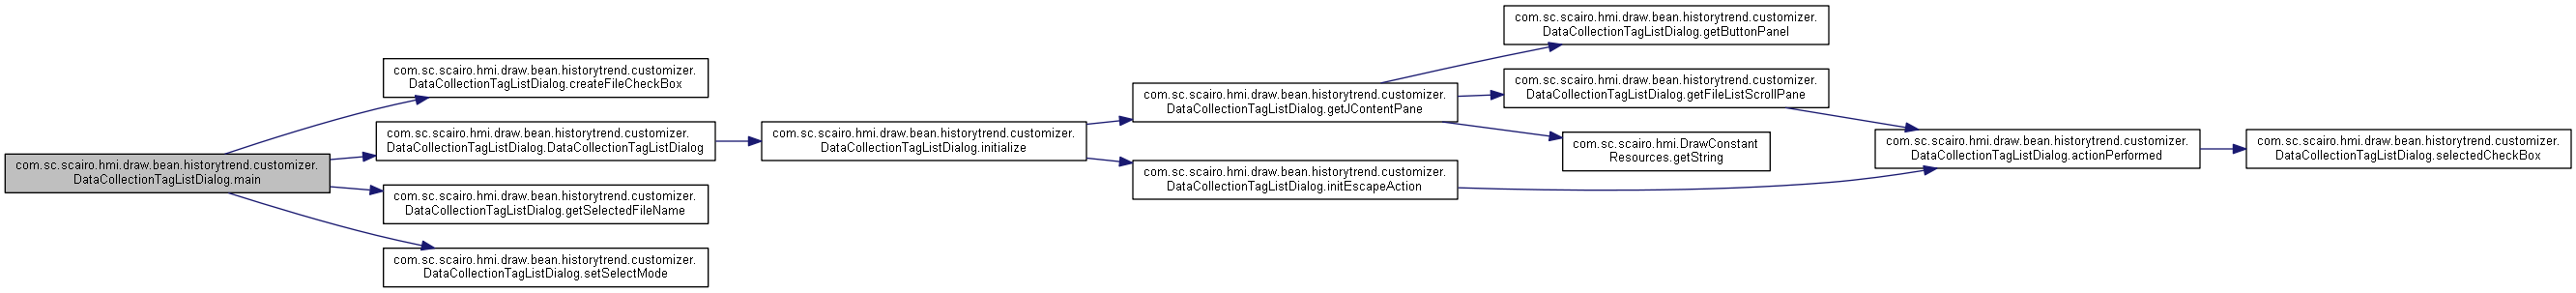 com.sc.scairo.hmi.draw.bean.historytrend.customizer.
DataCollectionTagListDialog.main
com.sc.scairo.hmi.draw.bean.historytrend.customizer.
DataCollectionTagListDialog.createFileCheckBox
com.sc.scairo.hmi.draw.bean.historytrend.customizer.
DataCollectionTagListDialog.DataCollectionTagListDialog
com.sc.scairo.hmi.draw.bean.historytrend.customizer.
DataCollectionTagListDialog.getSelectedFileName
com.sc.scairo.hmi.draw.bean.historytrend.customizer.
DataCollectionTagListDialog.setSelectMode
com.sc.scairo.hmi.draw.bean.historytrend.customizer.
DataCollectionTagListDialog.initialize
com.sc.scairo.hmi.draw.bean.historytrend.customizer.
DataCollectionTagListDialog.getJContentPane
com.sc.scairo.hmi.draw.bean.historytrend.customizer.
DataCollectionTagListDialog.initEscapeAction
com.sc.scairo.hmi.draw.bean.historytrend.customizer.
DataCollectionTagListDialog.getButtonPanel
com.sc.scairo.hmi.draw.bean.historytrend.customizer.
DataCollectionTagListDialog.getFileListScrollPane
com.sc.scairo.hmi.DrawConstant
Resources.getString
com.sc.scairo.hmi.draw.bean.historytrend.customizer.
DataCollectionTagListDialog.actionPerformed
com.sc.scairo.hmi.draw.bean.historytrend.customizer.
DataCollectionTagListDialog.selectedCheckBox